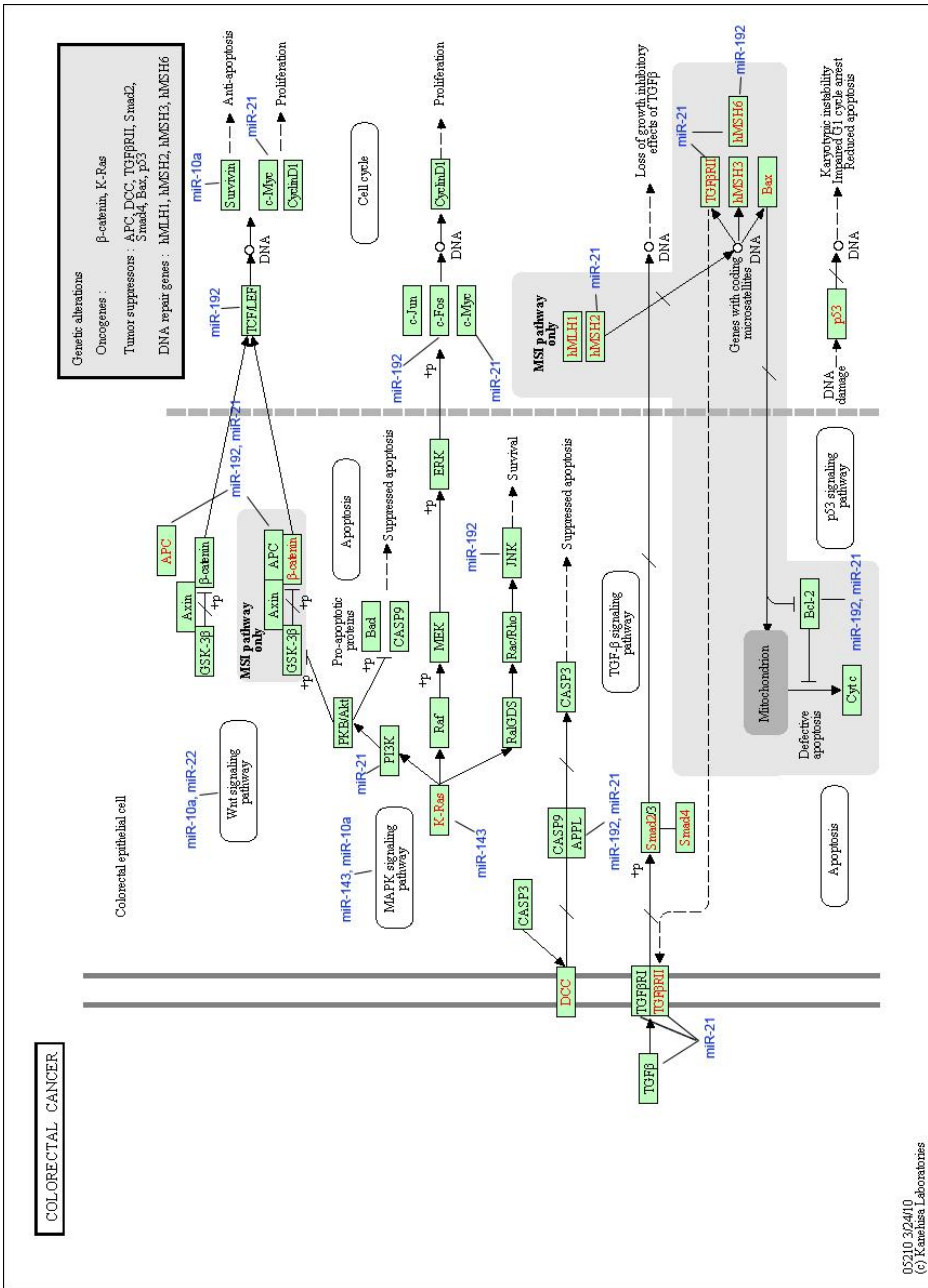 COLORECTAL CANCER
Colorectal epithelial cell
Genetic alterations
Oncogenes : β-catenin, K-Ras
Tumor suppressors : APC, DCC, TGFβRII, Smad2,
Smad4, Bax, p53
DNA repair genes : hMLH1, hMSH2, hMSH3, hMSH6
miR-10a, miR-22
Wnt signaling
pathway
APC
miR-192, miR-21
Axin
GSK-3β
β-catenin
+p
MSI pathway
only
Axin
APC
GSK-3β
β-catenin
+p
+p
miR-192
TCF/LEF
DNA
miR-10a
Survivin
Anti-apoptosis
miR-21
c-Myc
CyclinD1
Proliferation
miR-143, miR-10a
MAPK signaling
pathway
miR-21
PI3K
PKB/Akt
+p
Pro-apoptotic
proteins
Bad
CASP9
Suppressed apoptosis
Apoptosis
K-Ras
miR-143
Raf
+p
MEK
+p
ERK
+p
miR-192
c-Jun
c-Fos
c-Myc
miR-21
DNA
CyclinD1
Proliferation
Cell cycle
RalGDS
Rac/Rho
JNK
miR-192
Survival
CASP3
DCC
CASP9
APPL
miR-192, miR-21
CASP3
Suppressed apoptosis
TGF-β signaling
pathway
TGFβ
TGFβRI
TGFβRII
miR-21
+p
Smad2/3
Smad4
DNA
Loss of growth inhibitory
effects of TGFβ
MSI pathway
only
hMLH1
hMSH2
miR-21
Genes with coding
microsatellites
DNA
TGFβRII
hMSH3
hMSH6
Bax
miR-21
miR-192
Mitochondrion
Defective
apoptosis
Bcl-2
miR-192, miR-21
Cytc
Apoptosis
p53 signaling
pathway
DNA
damage
p53
Karyotypic instability
Impaired G1 cycle arrest
Reduced apoptosis
05210 3/24/10
(c) Kanehisa Laboratories